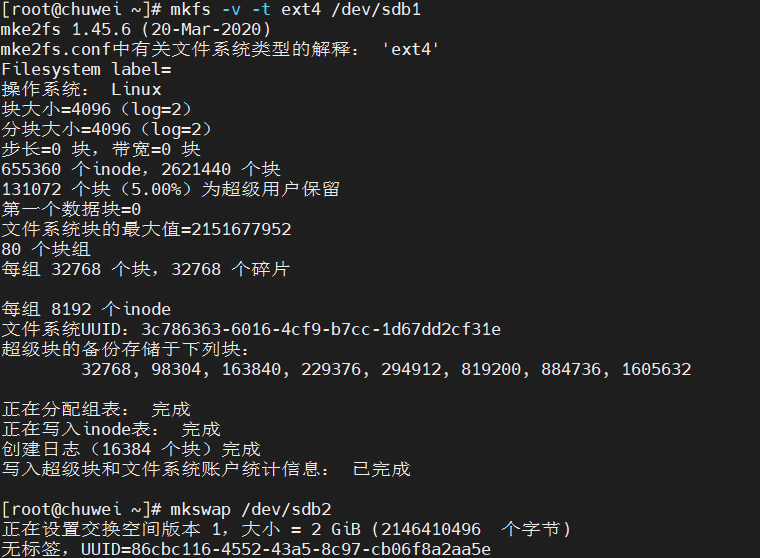 [root@chuwei ~]# mkfs -v -t ext4 /dev/sdb1
mke2fs 1.45.6 (20-Mar-2020)
mke2fs.conf中有关文件系统类型的解释： 'ext4'
Filesystem label=
操作系统： Linux
块大小=4096（log=2）
分块大小=4096（log=2）
步长=0 块，带宽=0 块
655360 个inode，2621440 个块
131072 个块（5.00%）为超级用户保留
第一个数据块=0
文件系统块的最大值=2151677952
80 个块组
每组 32768 个块，32768 个碎片
每组 8192 个inode
文件系统UUID：3c786363-6016-4cf9-b7cc-1d67dd2cf31e
超级块的备份存储于下列块：
32768, 98304, 163840, 229376, 294912, 819200, 884736, 1605632
正在分配组表： 完成
正在写入inode表： 完成
创建日志（16384 个块）完成
写入超级块和文件系统账户统计信息： 已完成
[root@chuwei ~]# mkswap /dev/sdb2
正在设置交换空间版本 1，大小 = 2 GiB (2146410496  个字节)
无标签，UUID=86cbc116-4552-43a5-8c97-cb06f8a2aa5e